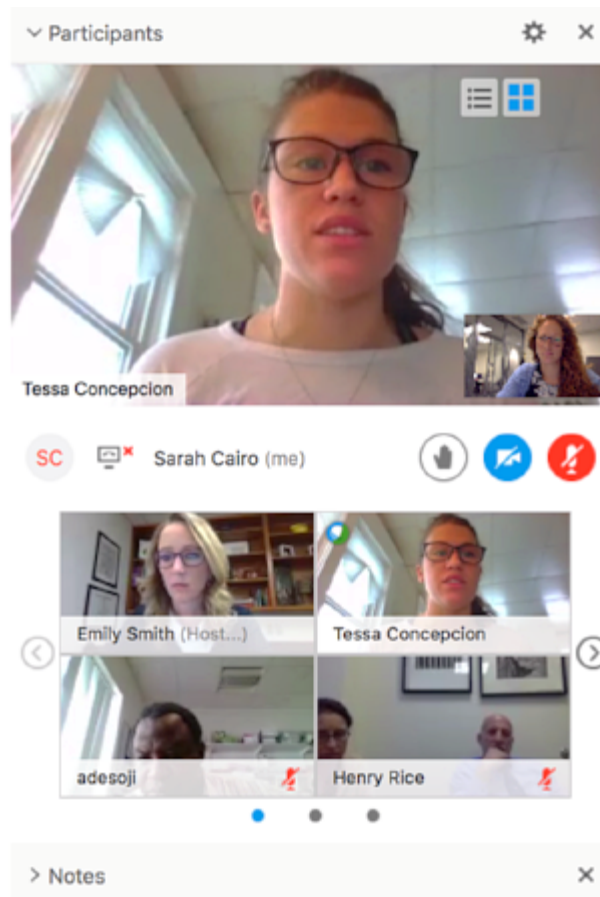 Participants
Tessa Concepcion
SC Sarah Cairo (me)
Emily Smith (Host...)
Tessa Concepcion
adesoji
Henry Rice
Notes